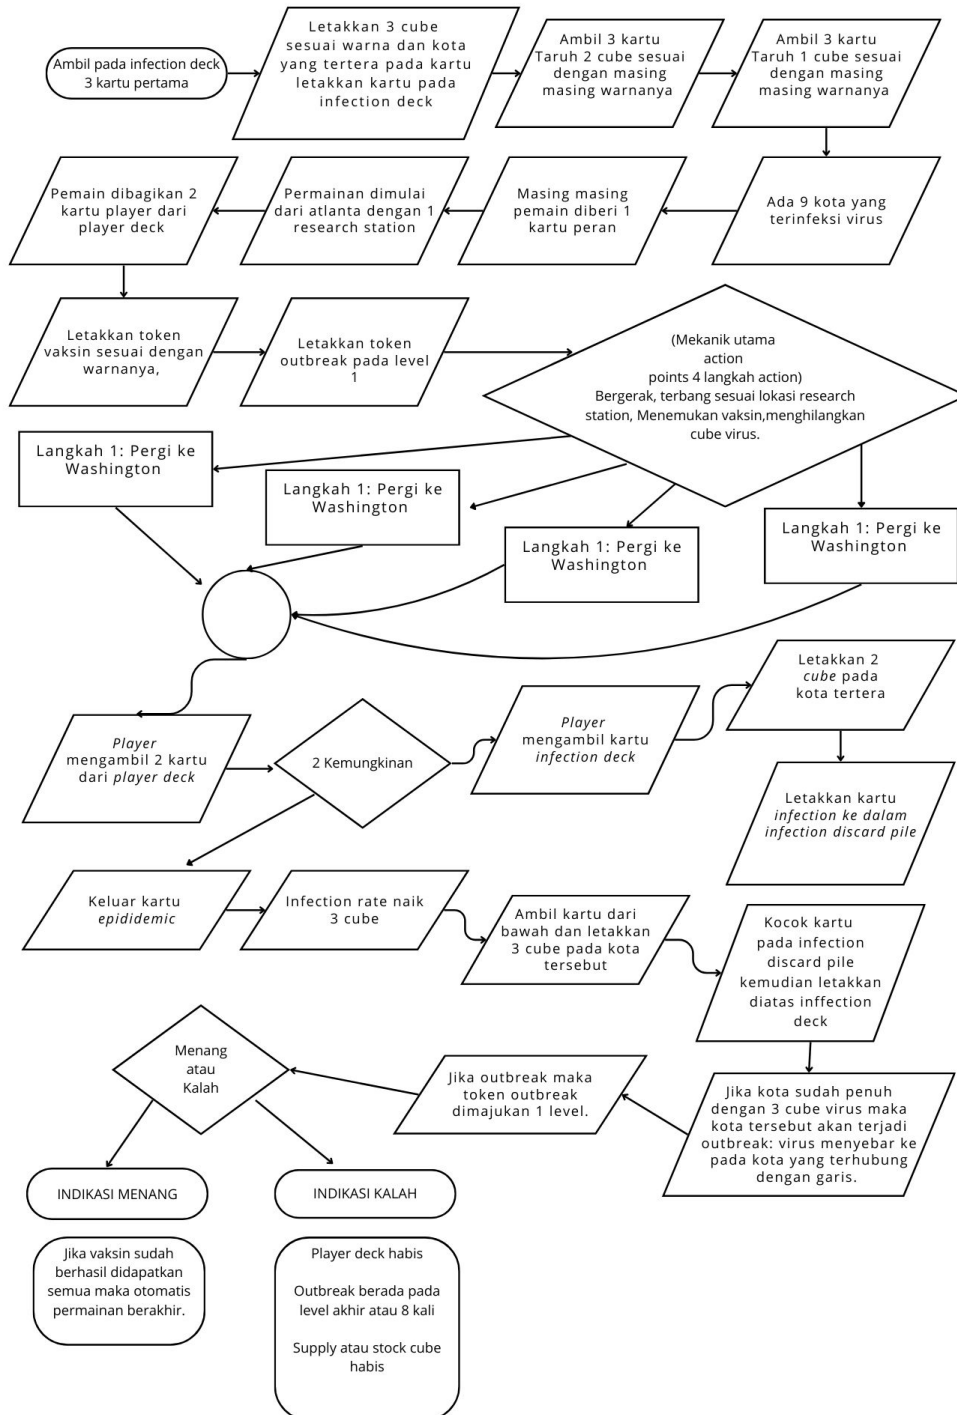 Ambil pada infection deck
3 kartu pertama
Letakkan 3 cube
sesuai warna dan kota
yang tertera pada kartu
letakkan kartu pada
infection deck
Ambil 3 kartu
Taruh 2 cube sesuai
dengan masing
masing warnanya
Ambil 3 kartu
Taruh 1 cube sesuai
dengan masing
masing warnanya
Pemain dibagikan 2
kartu player dari
player deck
Permainan dimulai
dari atlanta dengan 1
research station
Masing masing
pemain diberi 1
kartu peran
Ada 9 kota yang
terinfeksi virus
Letakkan token
vaksin sesuai dengan
warnanya,
Letakkan token
outbreak pada level
1
(Mekanik utama
action
points 4 langkah action)
Bergerak, terbang sesuai lokasi research
station, Menemukan vaksin,menghilangkan
cube virus.
Langkah 1: Pergi ke
Washington
Langkah 1: Pergi ke
Washington
Langkah 1: Pergi ke
Washington
Langkah 1: Pergi ke
Washington
Player
mengambil 2 kartu
dari player deck
2 Kemungkinan
Player
mengambil kartu
infection deck
Letakkan 2
cube pada
kota tertera
Letakkan kartu
infection ke dalam
infection discard pile
Keluar kartu
epididemic
Infection rate naik
3 cube
Ambil kartu dari
bawah dan letakkan
3 cube pada kota
tersebut
Kocok kartu
pada infection
discard pile
kemudian letakkan
diatas inffection
deck
Menang
atau
Kalah
Jika outbreak maka
token outbreak
dimajukan 1 level.
Jika kota sudah penuh
dengan 3 cube virus maka
kota tersebut akan terjadi
outbreak: virus menyebar ke
pada kota yang terhubung
dengan garis.
INDIKASI MENANG
INDIKASI KALAH
Jika vaksin sudah
berhasil didapatkan
semua maka otomatis
permainan berakhir.
Player deck habis
Outbreak berada pada
level akhir atau 8 kali
Supply atau stock cube
habis